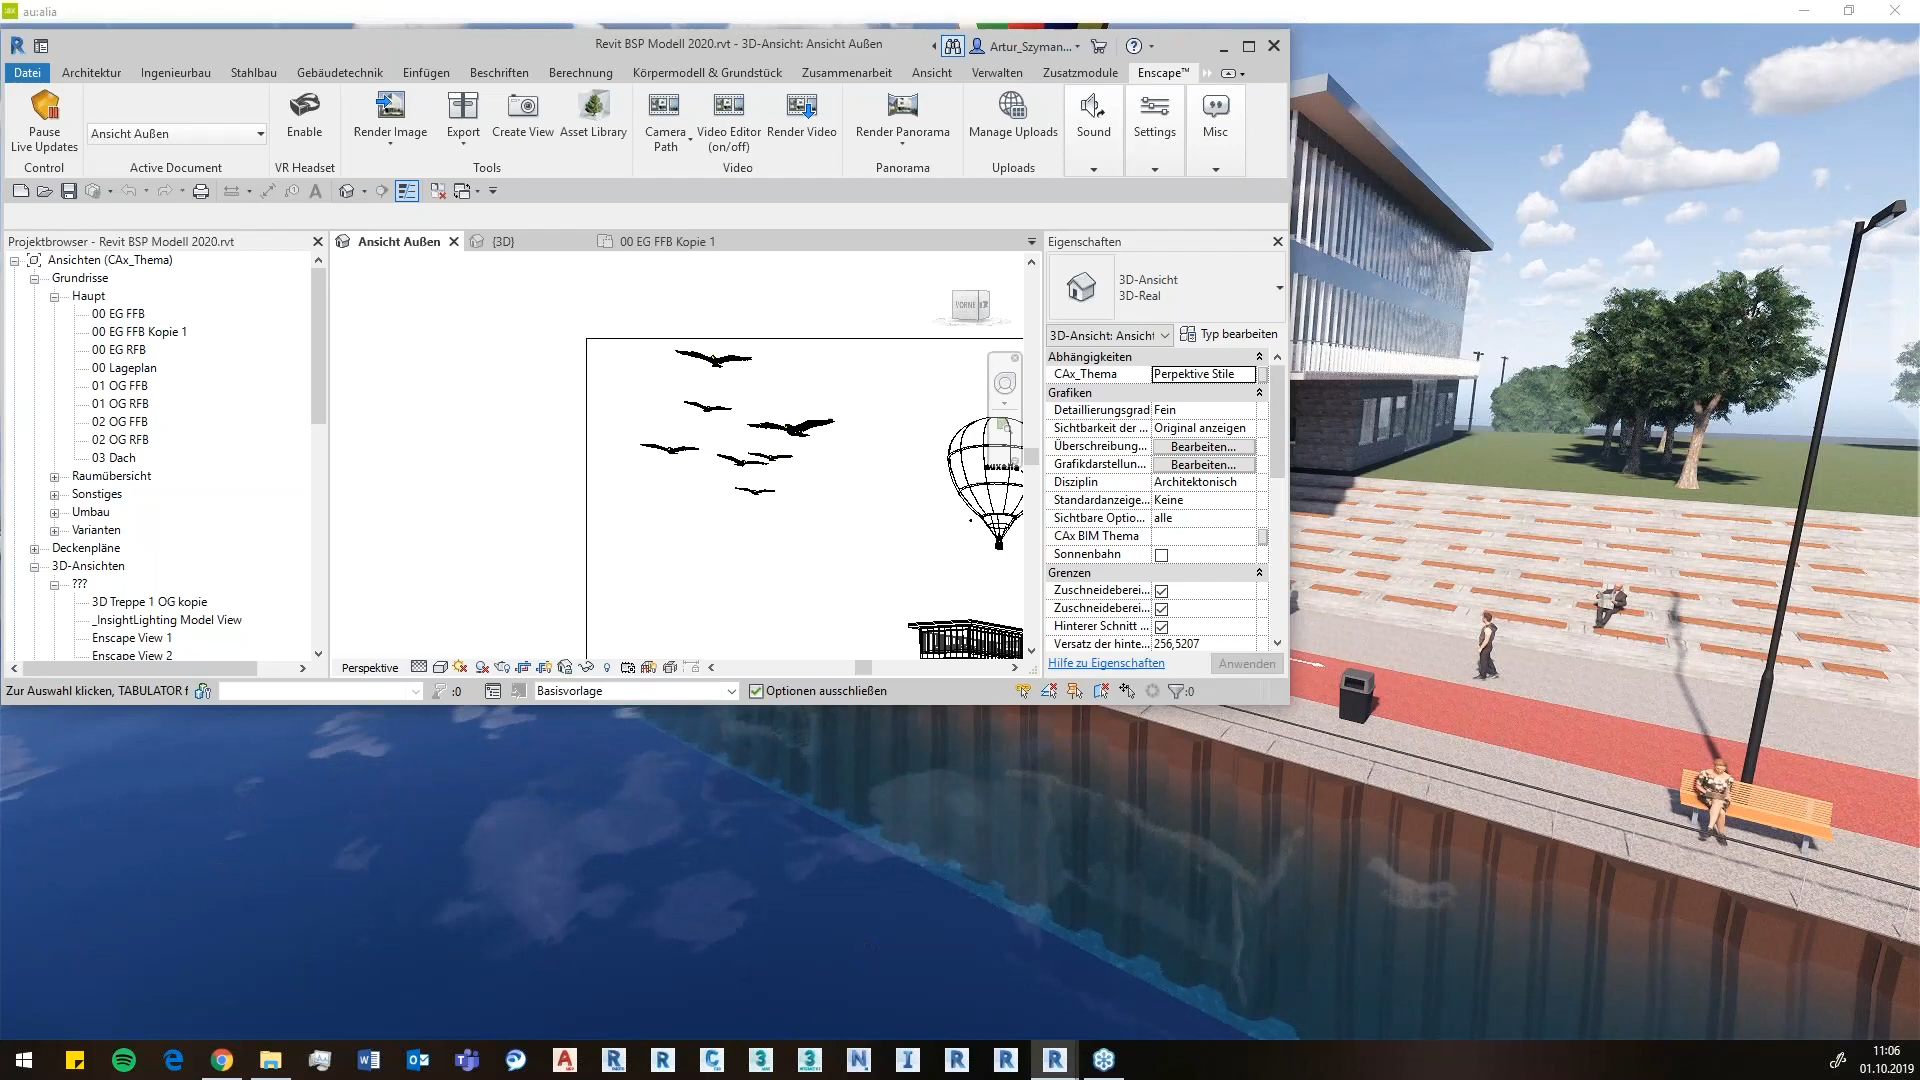 au:alia
Revit BSP Modell 2020.rvt - 3D-Ansicht: Ansicht Außen
Artur_Szyman...
Datei Architektur Ingenieurbau Stahlbau Gebäudetechnik Einfügen Beschriften Berechnung Körpermodell & Grundstück Zusammenarbeit Ansicht Verwalten Zusatzmodule Enscape™
Pause
Live Updates
Control
Ansicht Außen
Active Document
Enable
VR Headset
Render Image
Export
Create View
Asset Library
Tools
Camera
Path
Video Editor
(on/off)
Render Video
Video
Render Panorama
Panorama
Manage Uploads
Uploads
Sound
Settings
Misc
Projektbrowser - Revit BSP Modell 2020.rvt
Ansichten (CAx_Thema)
Grundrisse
Haupt
00 EG FFB
00 EG FFB Kopie 1
00 EG RFB
00 Lageplan
01 OG FFB
01 OG RFB
02 OG FFB
02 OG RFB
03 Dach
Raumübersicht
Sonstiges
Umbau
Varianten
Deckenpläne
3D-Ansichten
???
3D Treppe 1 OG kopie
_InsightLighting Model View
Enscape View 1
Enscape View 2
Ansicht Außen
{3D}
00 EG FFB Kopie 1
VORNE
Perspektive
Eigenschaften
3D-Ansicht
3D-Real
3D-Ansicht: Ansicht
Typ bearbeiten
Abhängigkeiten
CAx_Thema Perpektive Stile
Grafiken
Detaillierungsgrad Fein
Sichtbarkeit der ... Original anzeigen
Überschreibung... Bearbeiten...
Grafikdarstellun... Bearbeiten...
Disziplin Architektonisch
Standardanzeige... Keine
Sichtbare Optio... alle
CAx BIM Thema
Sonnenbahn
Grenzen
Zuschneideberei...
Zuschneideberei...
Hinterer Schnitt ...
Versatz der hinte... 256,5207
Hilfe zu Eigenschaften
Anwenden
Zur Auswahl klicken, TABULATOR f
:0
Basisvorlage
Optionen ausschließen
:0
11:06
01.10.2019